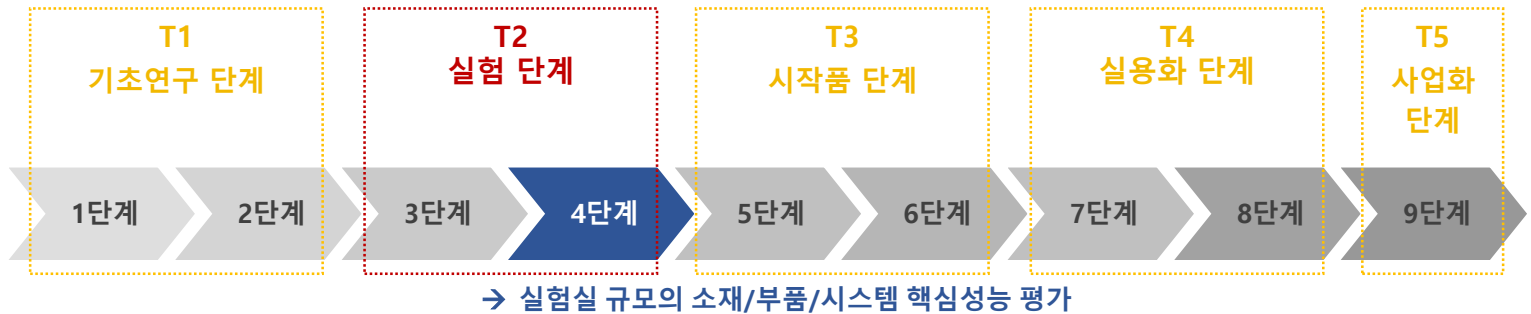 T1
기초연구 단계
T2
실험 단계
T3
시작품 단계
T4
실용화 단계
T5
사업화
단계
1단계
2단계
3단계
4단계
5단계
6단계
7단계
8단계
9단계
→ 실험실 규모의 소재/부품/시스템 핵심성능 평가